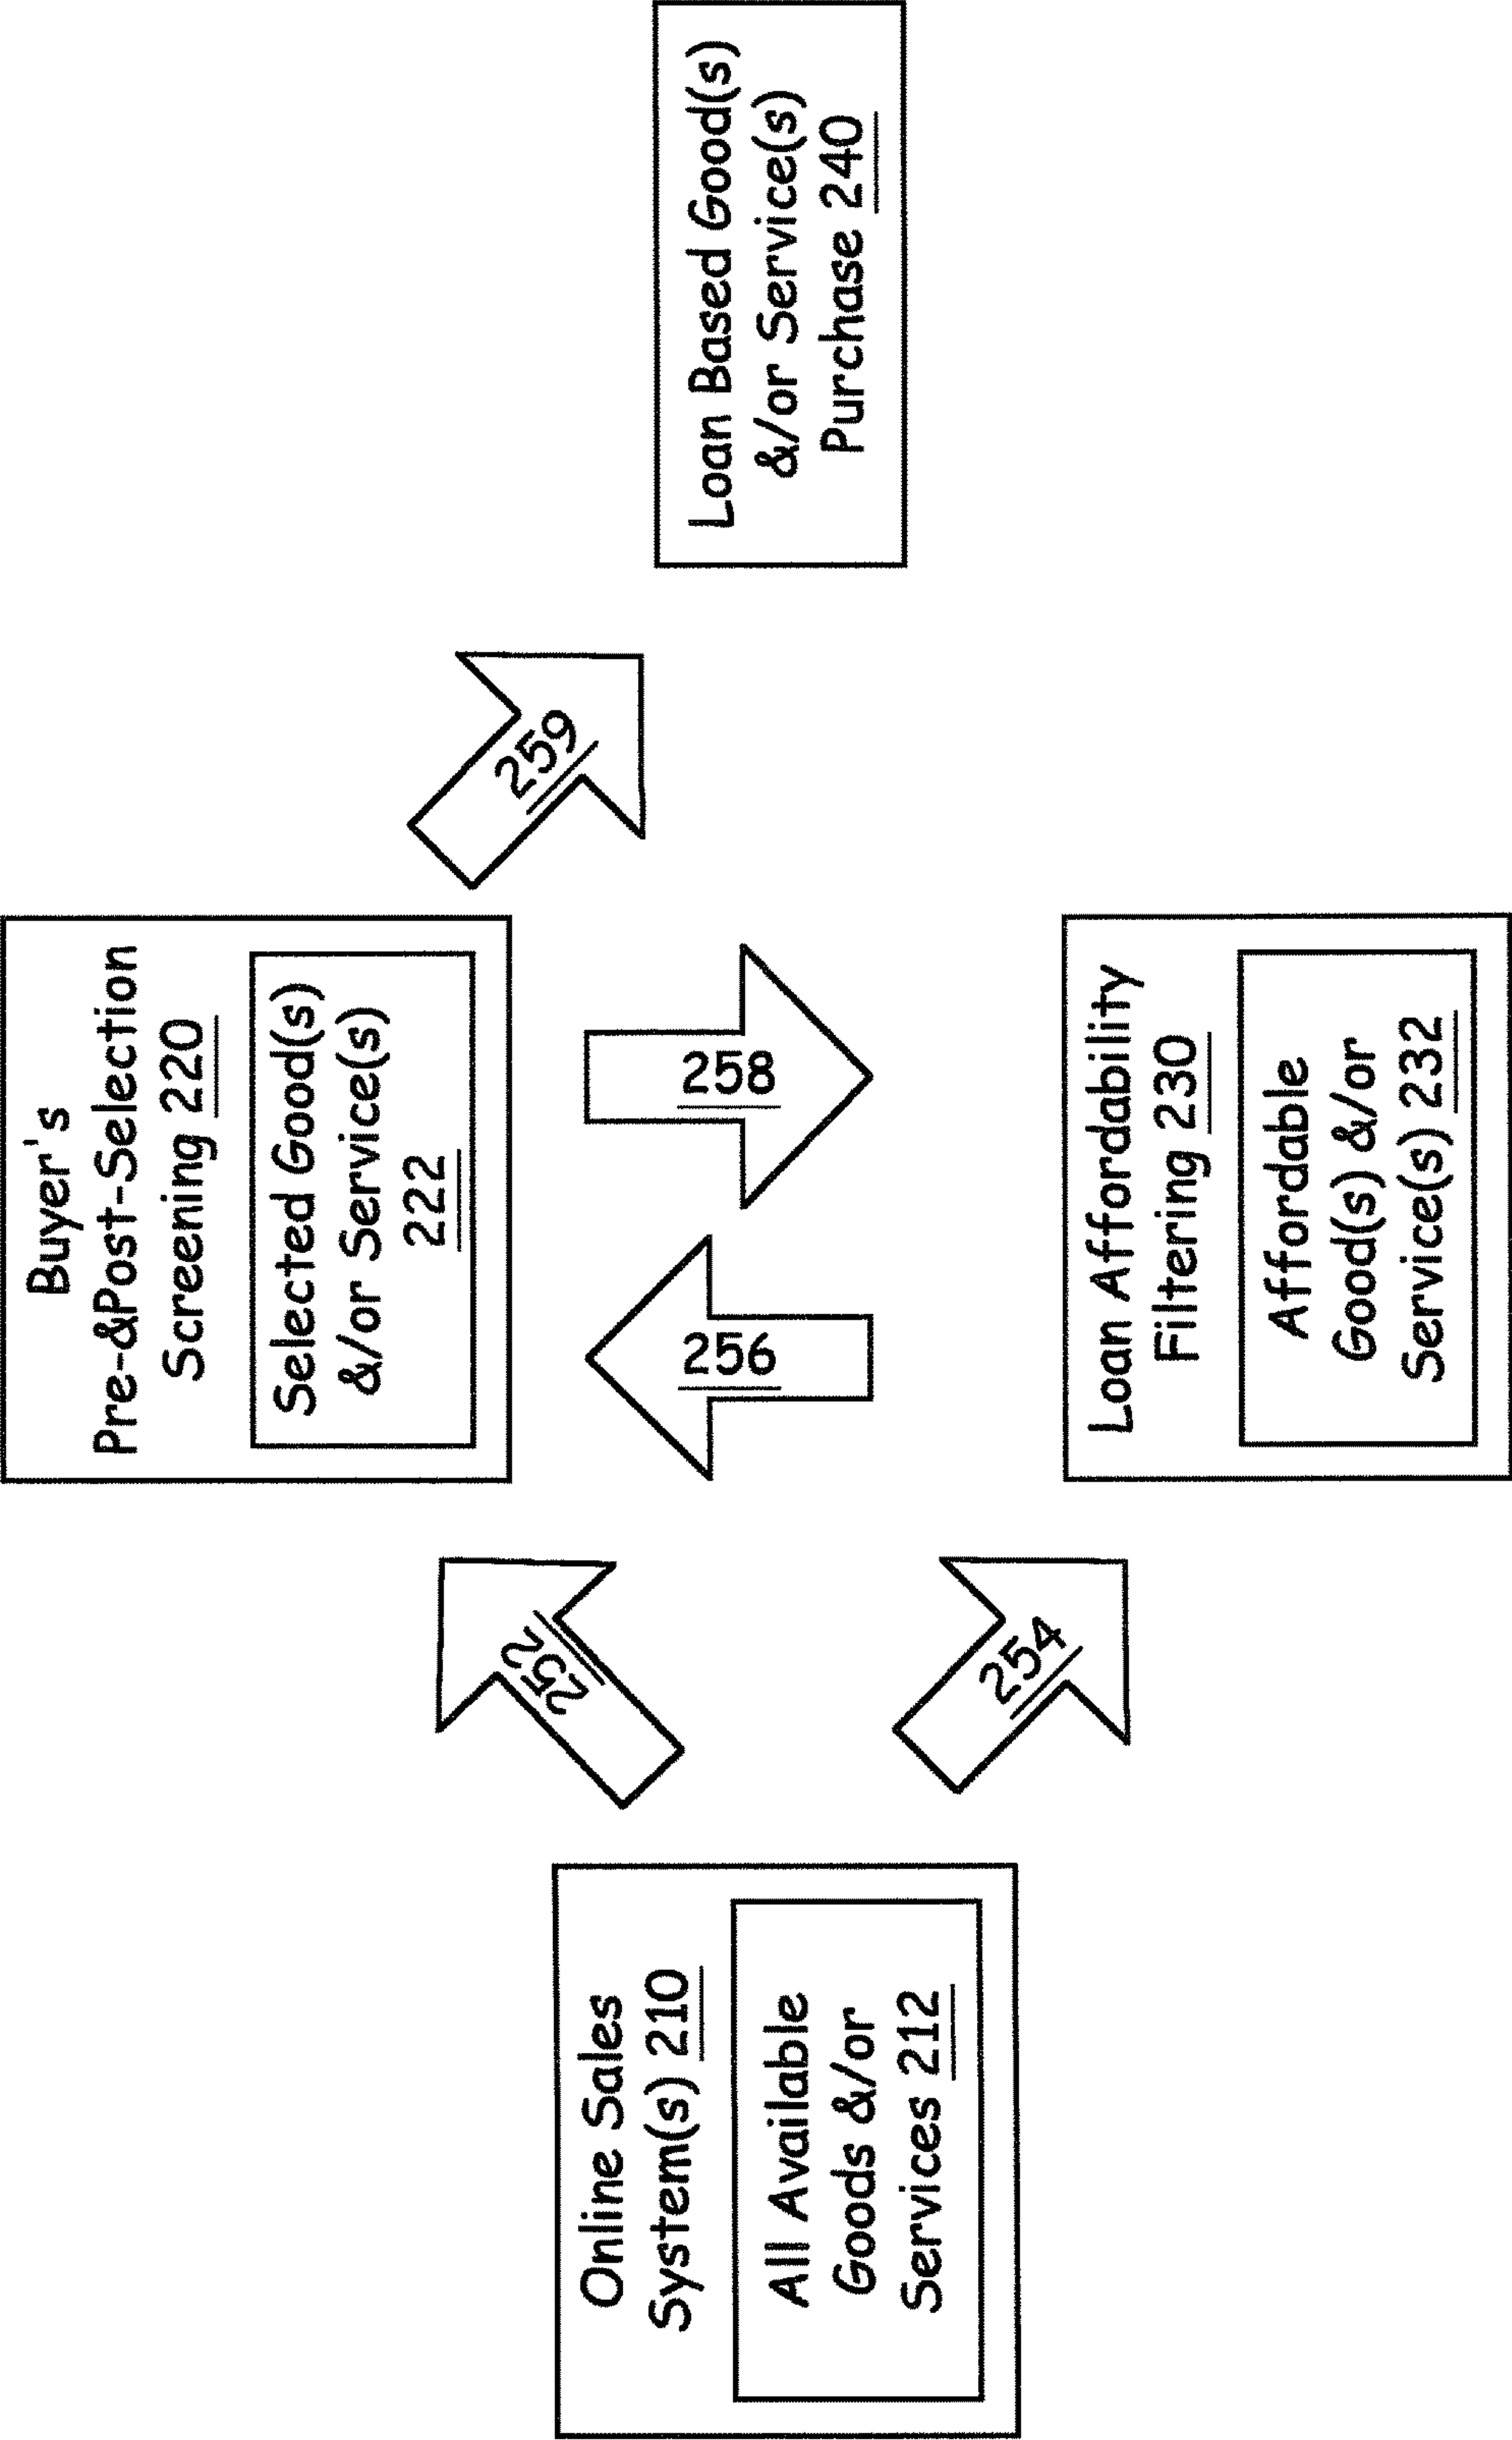 Online Sales
System(s) 210
All Available
Goods &/or
Services 212
252
254
Buyer's
Pre-&Post-Selection
Screening 220
Selected Good(s)
&/or Service(s)
222
256
258
Loan Affordability
Filtering 230
Affordable
Good(s) &/or
Service(s) 232
259
Loan Based Good(s)
&/or Service(s)
Purchase 240